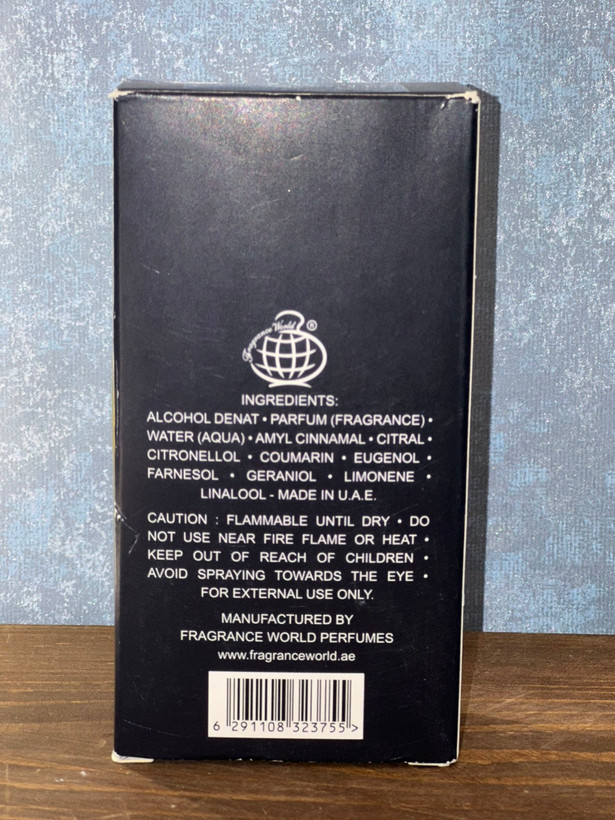 Fragrance World ®
INGREDIENTS:
ALCOHOL DENAT • PARFUM (FRAGRANCE) •
WATER (AQUA) • AMYL CINNAMAL • CITRAL •
CITRONELLOL • COUMARIN • EUGENOL •
FARNESOL • GERANIOL • LIMONENE •
LINALOOL - MADE IN U.A.E.
CAUTION : FLAMMABLE UNTIL DRY • DO
NOT USE NEAR FIRE FLAME OR HEAT •
KEEP OUT OF REACH OF CHILDREN •
AVOID SPRAYING TOWARDS THE EYE •
FOR EXTERNAL USE ONLY.
MANUFACTURED BY
FRAGRANCE WORLD PERFUMES
www.fragranceworld.ae
6 291108 323755 >